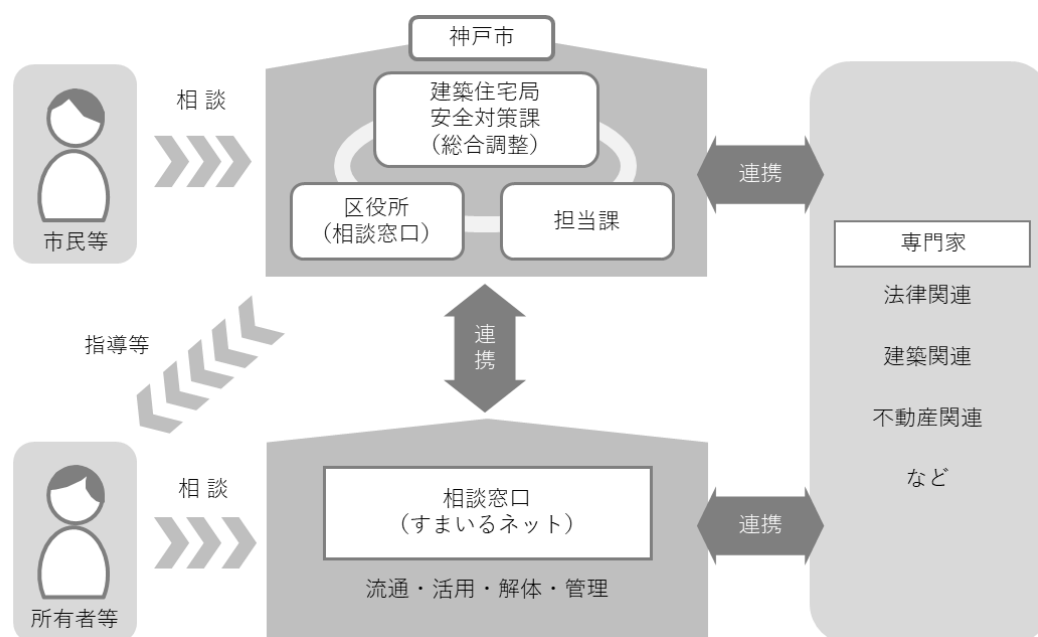 神戸市
建築住宅局
安全対策課
（総合調整）
区役所
（相談窓口）
担当課
相 談
市民等
連携
専門家
法律関連
建築関連
不動産関連
など
指導等
連携
相 談
所有者等
相談窓口
（すまいるネット）
流通・活用・解体・管理
連携